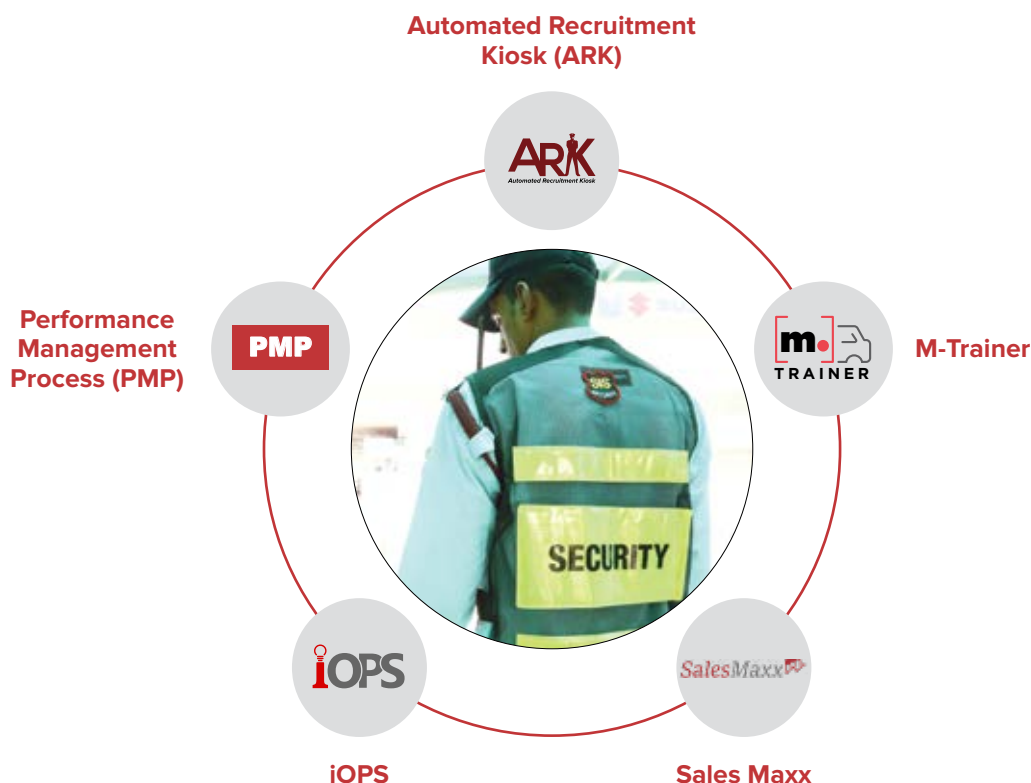 Automated Recruitment
Kiosk (ARK)
ARK
Automated Recruitment Kiosk
Performance
Management
Process (PMP)
PMP
[m.]
TRAINER
M-Trainer
SIS
SECURITY
iOPS
SalesMaxx
iOPS
Sales Maxx